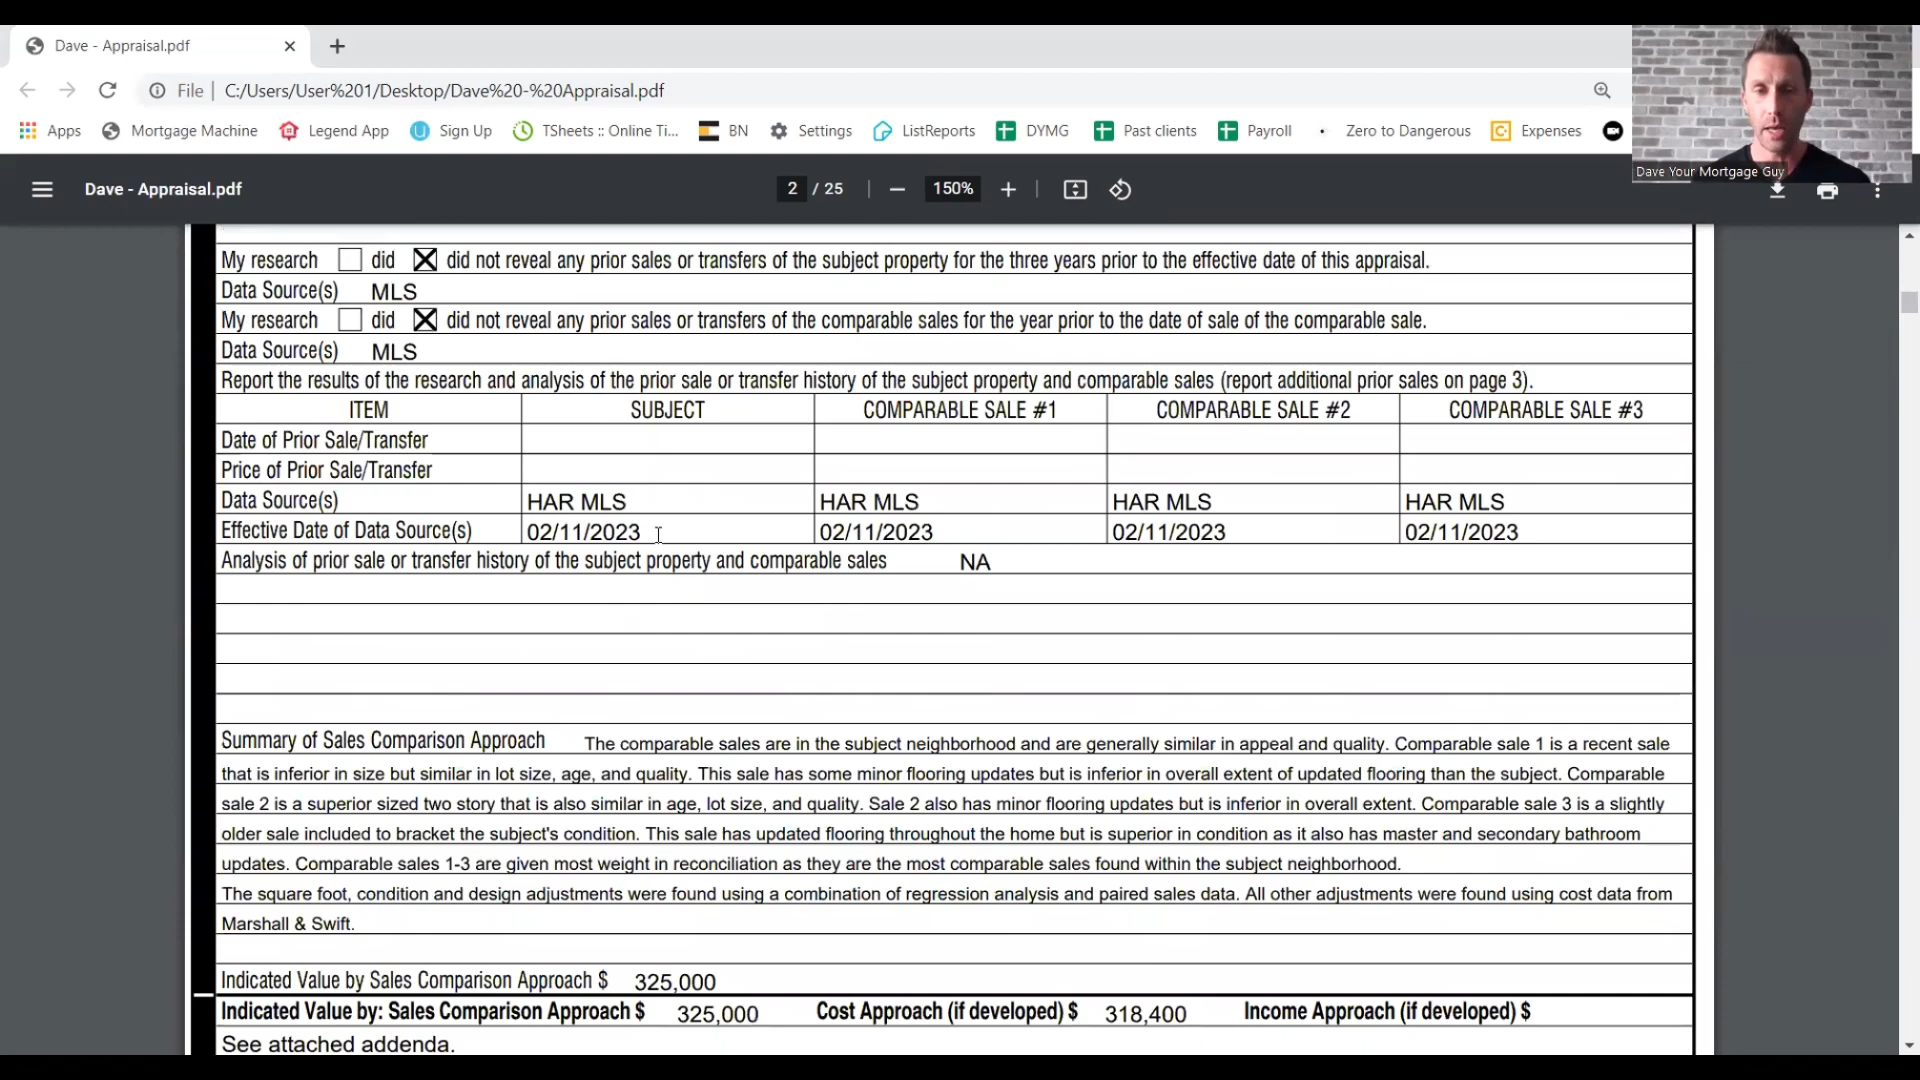 Dave - Appraisal.pdf
File | C:/Users/User%201/Desktop/Dave%20-%20Appraisal.pdf
Apps Mortgage Machine Legend App Sign Up TSheets :: Online Ti... BN Settings ListReports DYMG Past clients Payroll Zero to Dangerous Expenses
Dave Your Mortgage Guy
Dave - Appraisal.pdf 2 / 25 150%
My research did did not reveal any prior sales or transfers of the subject property for the three years prior to the effective date of this appraisal.
Data Source(s) MLS
My research did did not reveal any prior sales or transfers of the comparable sales for the year prior to the date of sale of the comparable sale.
Data Source(s) MLS
Report the results of the research and analysis of the prior sale or transfer history of the subject property and comparable sales (report additional prior sales on page 3).
ITEM SUBJECT COMPARABLE SALE #1 COMPARABLE SALE #2 COMPARABLE SALE #3
Date of Prior Sale/Transfer
Price of Prior Sale/Transfer
Data Source(s) HAR MLS HAR MLS HAR MLS HAR MLS
Effective Date of Data Source(s) 02/11/2023 02/11/2023 02/11/2023 02/11/2023
Analysis of prior sale or transfer history of the subject property and comparable sales NA
Summary of Sales Comparison Approach The comparable sales are in the subject neighborhood and are generally similar in appeal and quality. Comparable sale 1 is a recent sale
that is inferior in size but similar in lot size, age, and quality. This sale has some minor flooring updates but is inferior in overall extent of updated flooring than the subject. Comparable
sale 2 is a superior sized two story that is also similar in age, lot size, and quality. Sale 2 also has minor flooring updates but is inferior in overall extent. Comparable sale 3 is a slightly
older sale included to bracket the subject's condition. This sale has updated flooring throughout the home but is superior in condition as it also has master and secondary bathroom
updates. Comparable sales 1-3 are given most weight in reconciliation as they are the most comparable sales found within the subject neighborhood.
The square foot, condition and design adjustments were found using a combination of regression analysis and paired sales data. All other adjustments were found using cost data from
Marshall & Swift.
Indicated Value by Sales Comparison Approach $ 325,000
Indicated Value by: Sales Comparison Approach $ 325,000 Cost Approach (if developed) $ 318,400 Income Approach (if developed) $
See attached addenda.